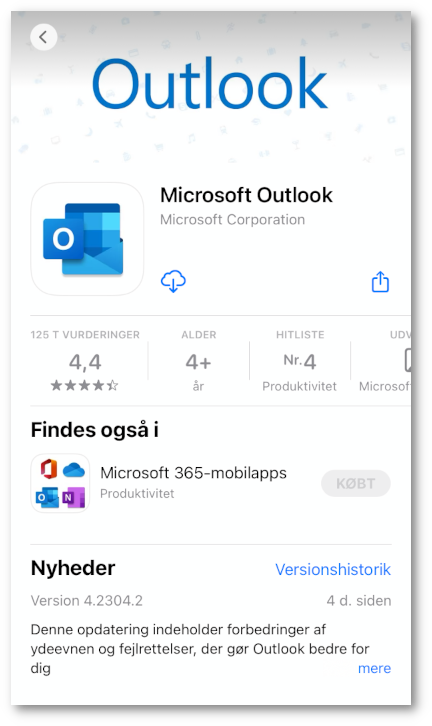 Outlook
Microsoft Outlook
Microsoft Corporation
125 T VURDERINGER
4,4
ALDER
4+
år
HITLISTE
Nr.4
Produktivitet
UDV
Microsof
Findes også i
Microsoft 365-mobilapps
Produktivitet
KØBT
Nyheder
Versionshistorik
Version 4.2304.2
4 d. siden
Denne opdatering indeholder forbedringer af
ydeevnen og fejlrettelser, der gør Outlook bedre for
dig
mere